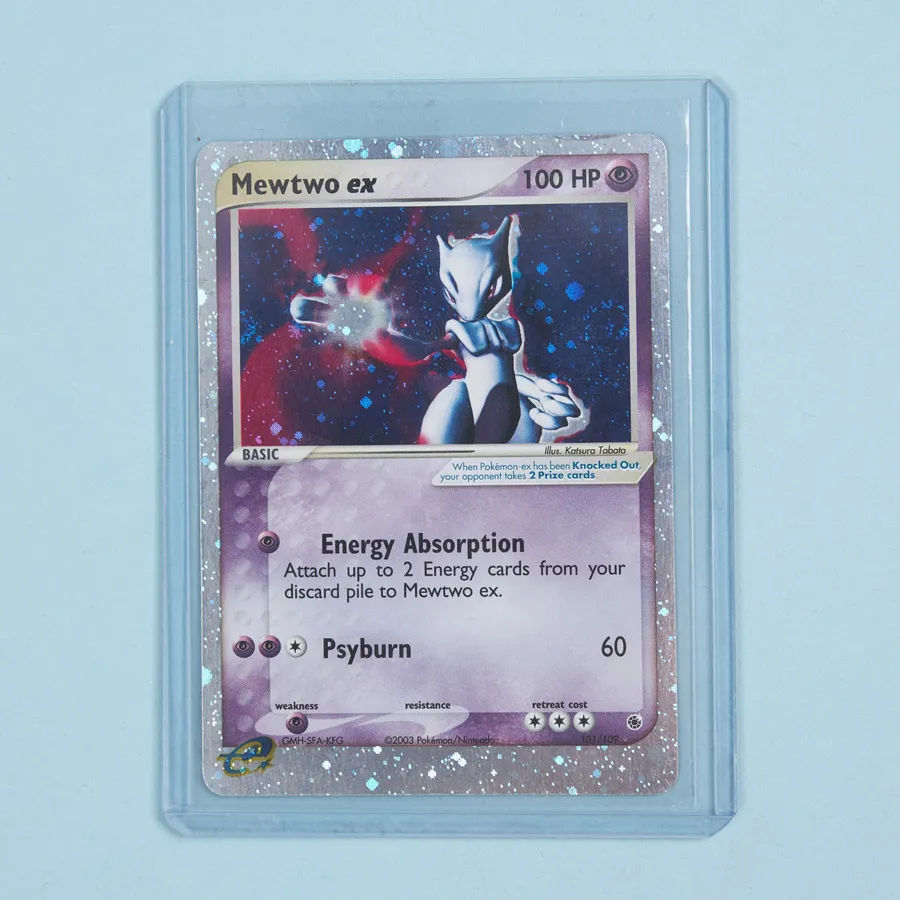 Mewtwo ex
100 HP
BASIC
Illus. Katsura Tabata
When Pokémon-ex has been Knocked Out,
your opponent takes 2 Prize cards.
Energy Absorption
Attach up to 2 Energy cards from your
discard pile to Mewtwo ex.
Psyburn 60
weakness resistance retreat cost
GMH-SFA-KFG ©2003 Pokémon/Nintendo 101/109
e